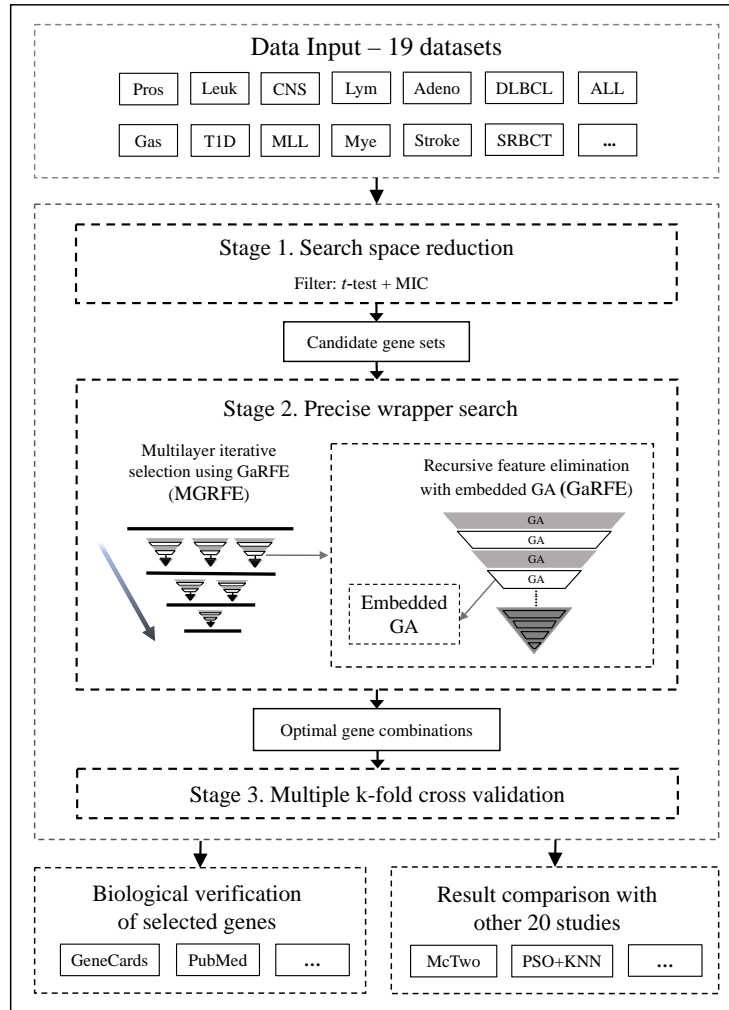 Data Input – 19 datasets
Pros Leuk CNS Lym Adeno DLBCL ALL
Gas T1D MLL Mye Stroke SRBCT ...
Stage 1. Search space reduction
Filter: t-test + MIC
Candidate gene sets
Stage 2. Precise wrapper search
Multilayer iterative
selection using GaRFE
(MGRFE)
Recursive feature elimination
with embedded GA (GaRFE)
GA
GA
GA
GA
Embedded
GA
Optimal gene combinations
Stage 3. Multiple k-fold cross validation
Biological verification
of selected genes
GeneCards PubMed ...
Result comparison with
other 20 studies
McTwo PSO+KNN ...